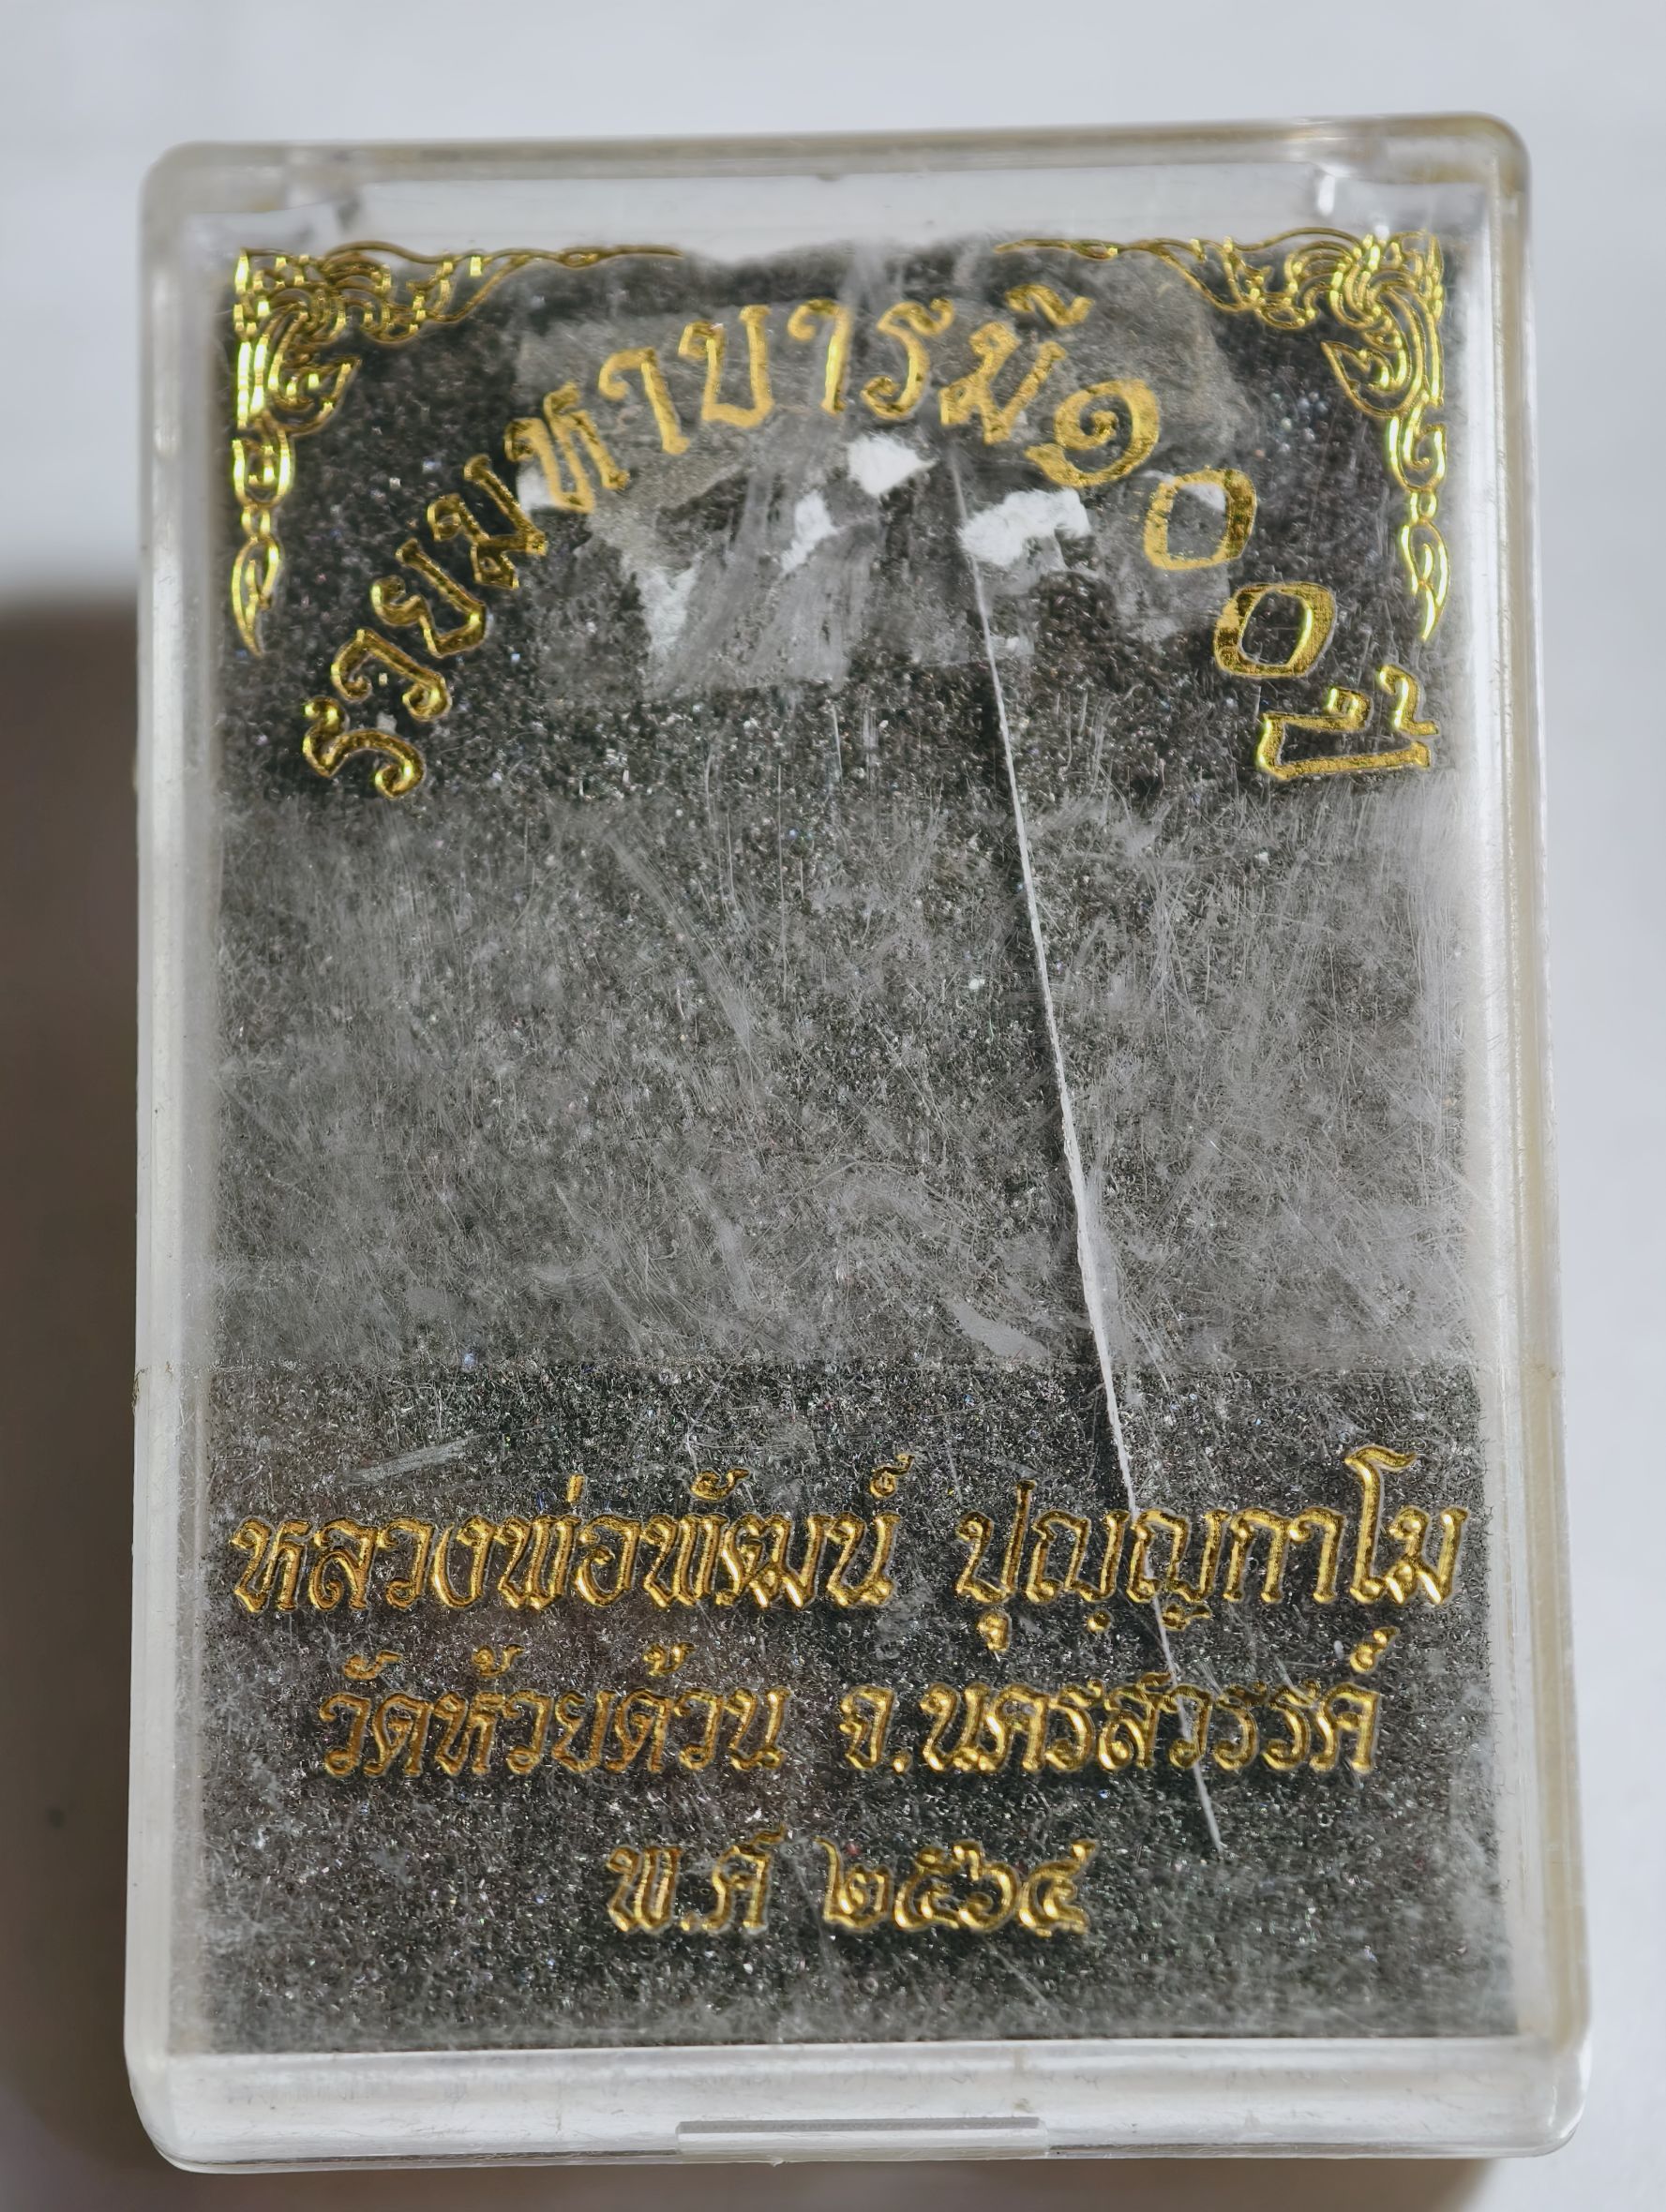 รวยมหาบารมี๑๐๐ปี
หลวงพ่อพัฒน์ ปุญฺญกาโม
วัดห้วยด้วน จ.นครสวรรค์
พ.ศ ๒๕๖๔